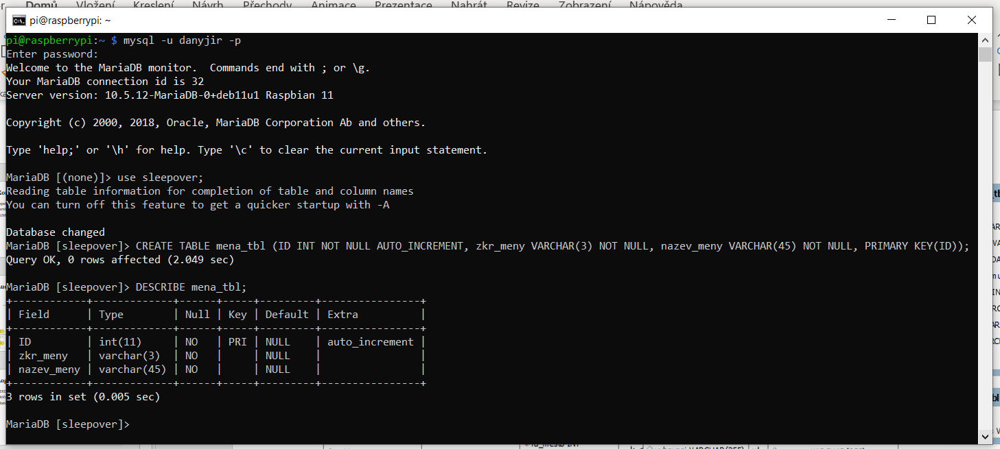 Domů Vložení Kreslení Návrh Přechody Animace Prezentace Nahrát Revize Zobrazení Nápověda
pi@raspberrypi: ~
pi@raspberrypi:~ $ mysql -u danyjir -p
Enter password:
Welcome to the MariaDB monitor.  Commands end with ; or \g.
Your MariaDB connection id is 32
Server version: 10.5.12-MariaDB-0+deb11u1 Raspbian 11
Copyright (c) 2000, 2018, Oracle, MariaDB Corporation Ab and others.
Type 'help;' or '\h' for help. Type '\c' to clear the current input statement.
MariaDB [(none)]> use sleepover;
Reading table information for completion of table and column names
You can turn off this feature to get a quicker startup with -A
Database changed
MariaDB [sleepover]> CREATE TABLE mena_tbl (ID INT NOT NULL AUTO_INCREMENT, zkr_meny VARCHAR(3) NOT NULL, nazev_meny VARCHAR(45) NOT NULL, PRIMARY KEY(ID));
Query OK, 0 rows affected (2.049 sec)
MariaDB [sleepover]> DESCRIBE mena_tbl;
+------------+-------------+------+-----+---------+----------------+
| Field      | Type        | Null | Key | Default | Extra          |
+------------+-------------+------+-----+---------+----------------+
| ID         | int(11)     | NO   | PRI | NULL    | auto_increment |
| zkr_meny   | varchar(3)  | NO   |     | NULL    |                |
| nazev_meny | varchar(45) | NO   |     | NULL    |                |
+------------+-------------+------+-----+---------+----------------+
3 rows in set (0.005 sec)
MariaDB [sleepover]>